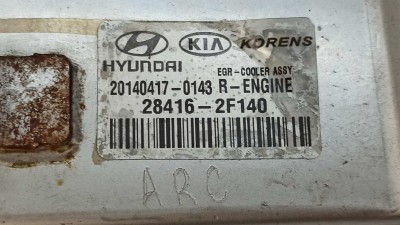 HYUNDAI KIA KORENS
EGR-COOLER ASSY
20140417-0143 R-ENGINE
28416-2F140
ARC